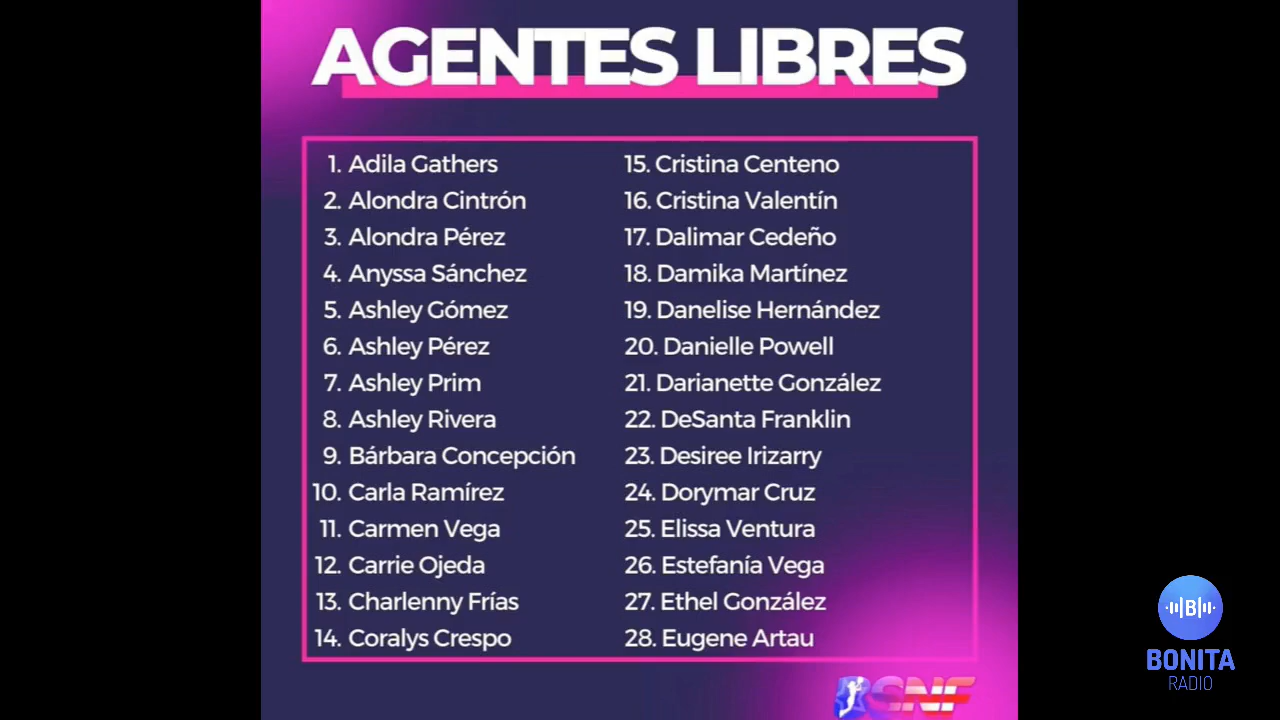 AGENTES LIBRES
1. Adila Gathers
2. Alondra Cintrón
3. Alondra Pérez
4. Anyssa Sánchez
5. Ashley Gómez
6. Ashley Pérez
7. Ashley Prim
8. Ashley Rivera
9. Bárbara Concepción
10. Carla Ramírez
11. Carmen Vega
12. Carrie Ojeda
13. Charlenny Frías
14. Coralys Crespo
15. Cristina Centeno
16. Cristina Valentín
17. Dalimar Cedeño
18. Damika Martínez
19. Danelise Hernández
20. Danielle Powell
21. Darianette González
22. DeSanta Franklin
23. Desiree Irizarry
24. Dorymar Cruz
25. Elissa Ventura
26. Estefanía Vega
27. Ethel González
28. Eugene Artau
BSNF
B
BONITA
RADIO